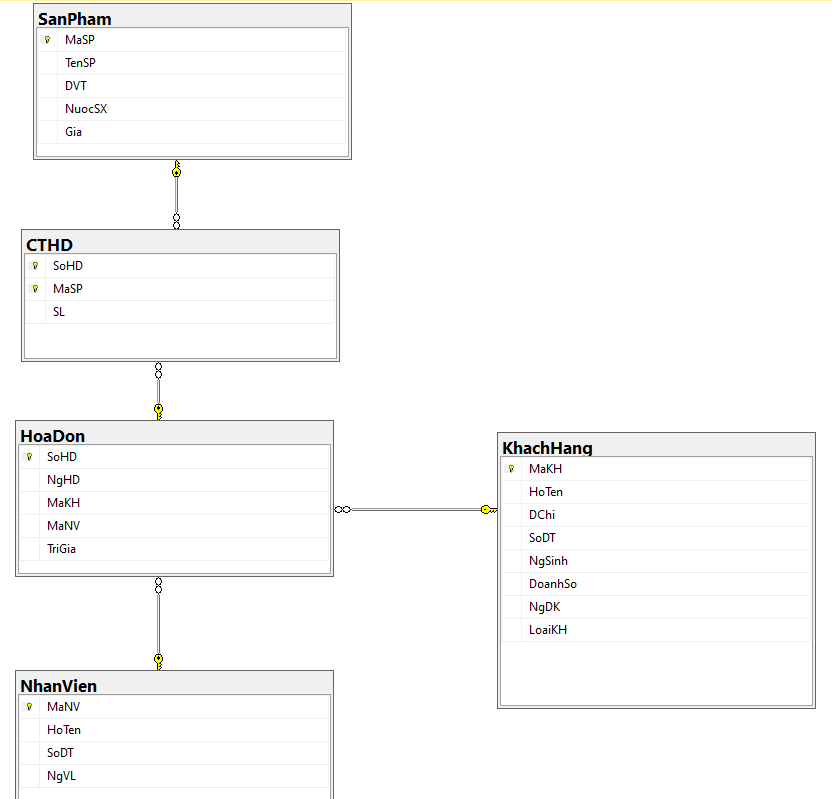 SanPham
MaSP
TenSP
DVT
NuocSX
Gia
CTHD
SoHD
MaSP
SL
HoaDon
SoHD
NgHD
MaKH
MaNV
TriGia
KhachHang
MaKH
HoTen
DChi
SoDT
NgSinh
DoanhSo
NgDK
LoaiKH
NhanVien
MaNV
HoTen
SoDT
NgVL